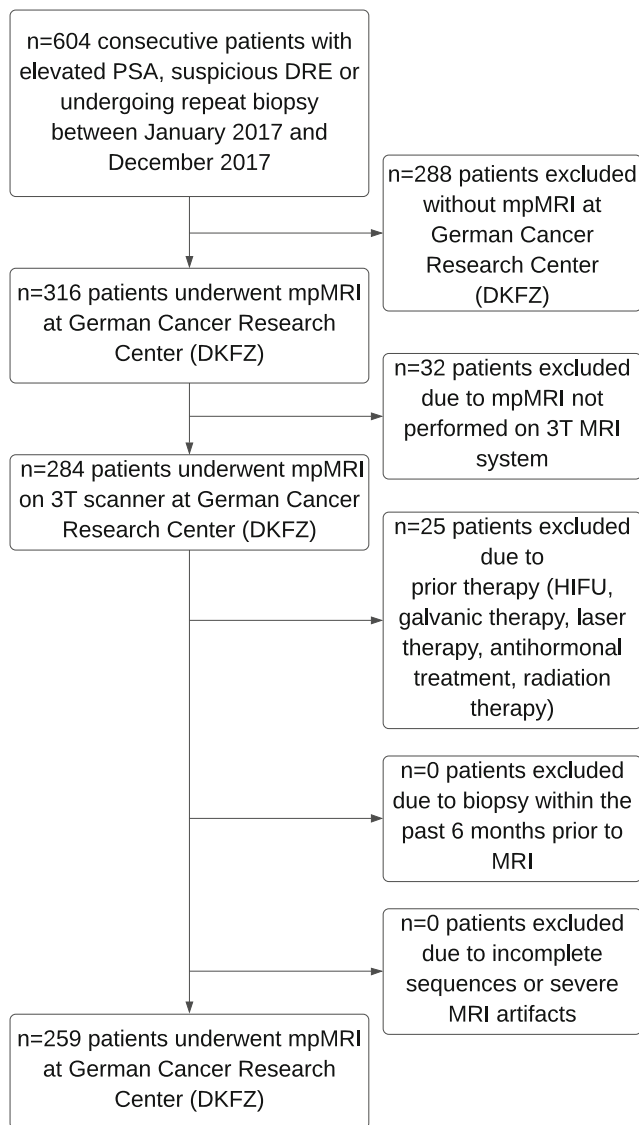 n=604 consecutive patients with
elevated PSA, suspicious DRE or
undergoing repeat biopsy
between January 2017 and
December 2017
n=288 patients excluded
without mpMRI at
German Cancer
Research Center
(DKFZ)
n=316 patients underwent mpMRI
at German Cancer Research
Center (DKFZ)
n=32 patients excluded
due to mpMRI not
performed on 3T MRI
system
n=284 patients underwent mpMRI
on 3T scanner at German Cancer
Research Center (DKFZ)
n=25 patients excluded
due to
prior therapy (HIFU,
galvanic therapy, laser
therapy, antihormonal
treatment, radiation
therapy)
n=0 patients excluded
due to biopsy within the
past 6 months prior to
MRI
n=0 patients excluded
due to incomplete
sequences or severe
MRI artifacts
n=259 patients underwent mpMRI
at German Cancer Research
Center (DKFZ)